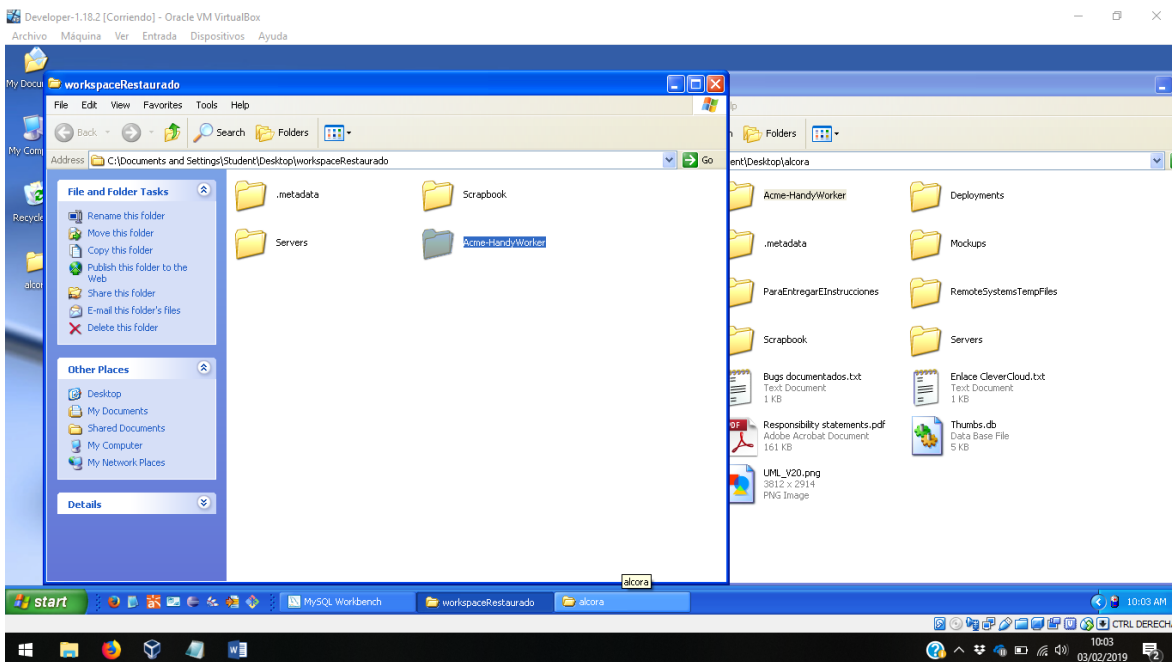 Developer-1.18.2 [Corriendo] - Oracle VM VirtualBox
Archivo Máquina Ver Entrada Dispositivos Ayuda
My Docu
workspaceRestaurado
File Edit View Favorites Tools Help
Back Search Folders
Folders
My Com
Address C:\Documents and Settings\Student\Desktop\workspaceRestaurado Go
ent\Desktop\alcora
File and Folder Tasks
Rename this folder
Move this folder
Copy this folder
Publish this folder to the
Web
Share this folder
E-mail this folder's files
Delete this folder
Other Places
Desktop
My Documents
Shared Documents
My Computer
My Network Places
Details
.metadata Scrapbook
Servers Acme-HandyWorker
Recycle
alcor
Acme-HandyWorker Deployments
.metadata Mockups
ParaEntregarEInstrucciones RemoteSystemsTempFiles
Scrapbook Servers
Bugs documentados.txt
Text Document
1 KB
Enlace CleverCloud.txt
Text Document
1 KB
Responsibility statements.pdf
Adobe Acrobat Document
161 KB
Thumbs.db
Data Base File
5 KB
UML_V20.png
3812 x 2914
PNG Image
alcora
start MySQL Workbench workspaceRestaurado alcora 10:03 AM
CTRL DERECH
10:03
03/02/2019